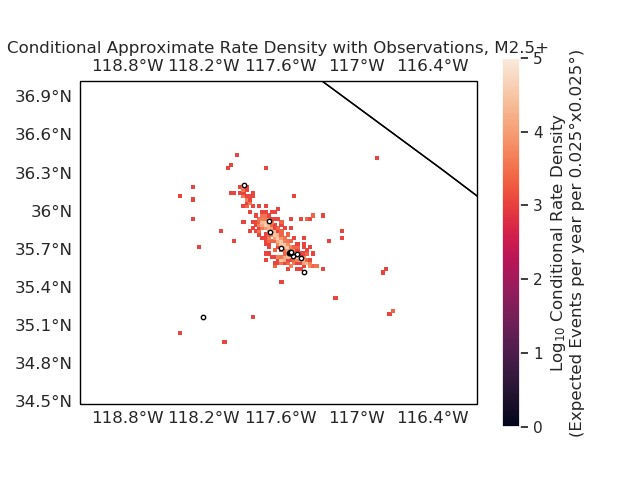 Conditional Approximate Rate Density with Observations, M2.5+
118.8°W 118.2°W 117.6°W 117°W 116.4°W
36.9°N
36.6°N
36.3°N
36°N
35.7°N
35.4°N
35.1°N
34.8°N
34.5°N
118.8°W 118.2°W 117.6°W 117°W 116.4°W
5
4
3
2
1
0
Log₁₀ Conditional Rate Density
(Expected Events per year per 0.025°x0.025°)